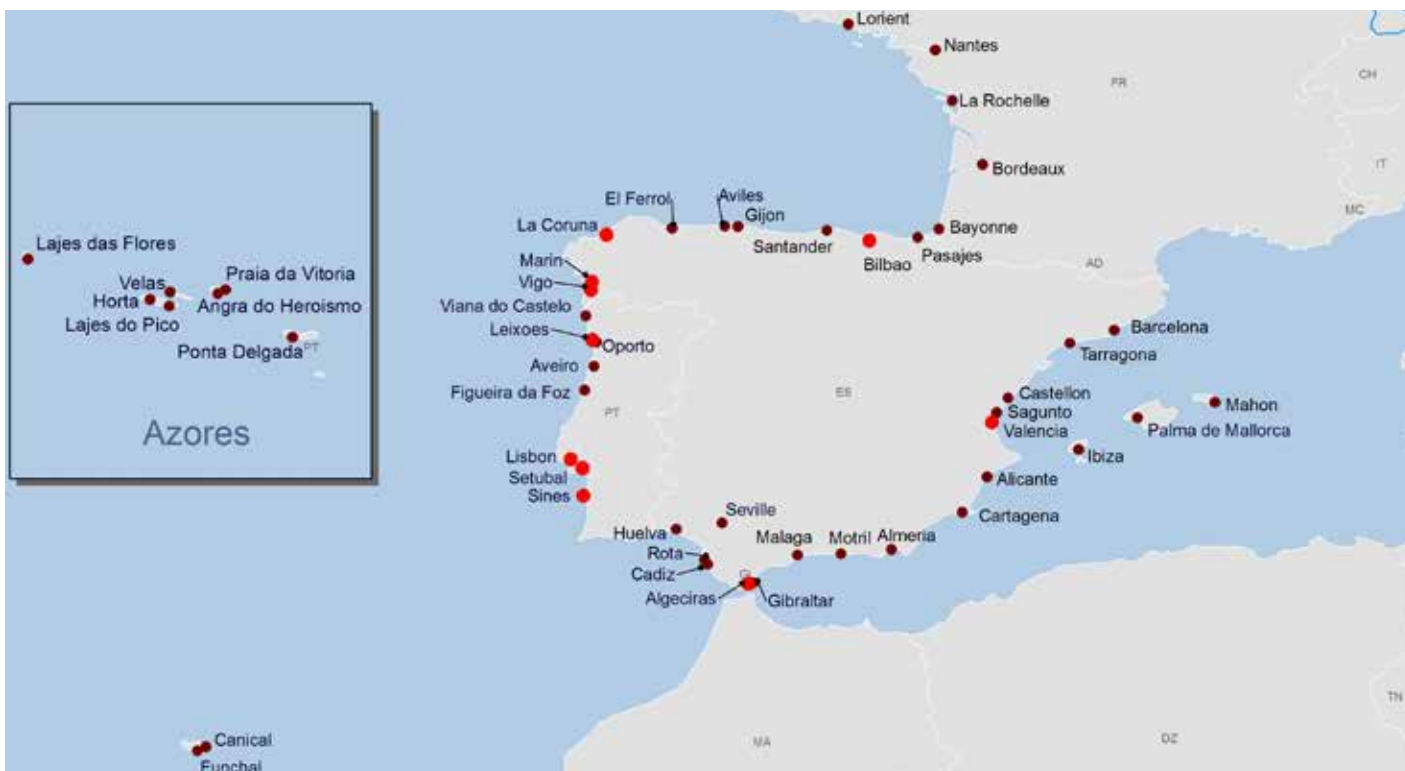 Lorient
Nantes
FR
CH
La Rochelle
IT
Bordeaux
MC
El Ferrol
Aviles
La Coruna
Gijon
Santander
Bilbao
Pasajes
Bayonne
AD
Marin
Vigo
Viana do Castelo
Leixoes
Oporto
Aveiro
Figueira da Foz
PT
ES
Barcelona
Tarragona
Castellon
Sagunto
Valencia
Mahon
Palma de Mallorca
Ibiza
Alicante
Cartagena
Lisbon
Setubal
Sines
Seville
Huelva
Rota
Cadiz
Malaga
Motril
Almeria
Algeciras
Gibraltar
Lajes das Flores
Velas
Praia da Vitoria
Horta
Angra do Heroismo
Lajes do Pico
Ponta Delgada
PT
Azores
Canical
Funchal
MA
DZ
TN